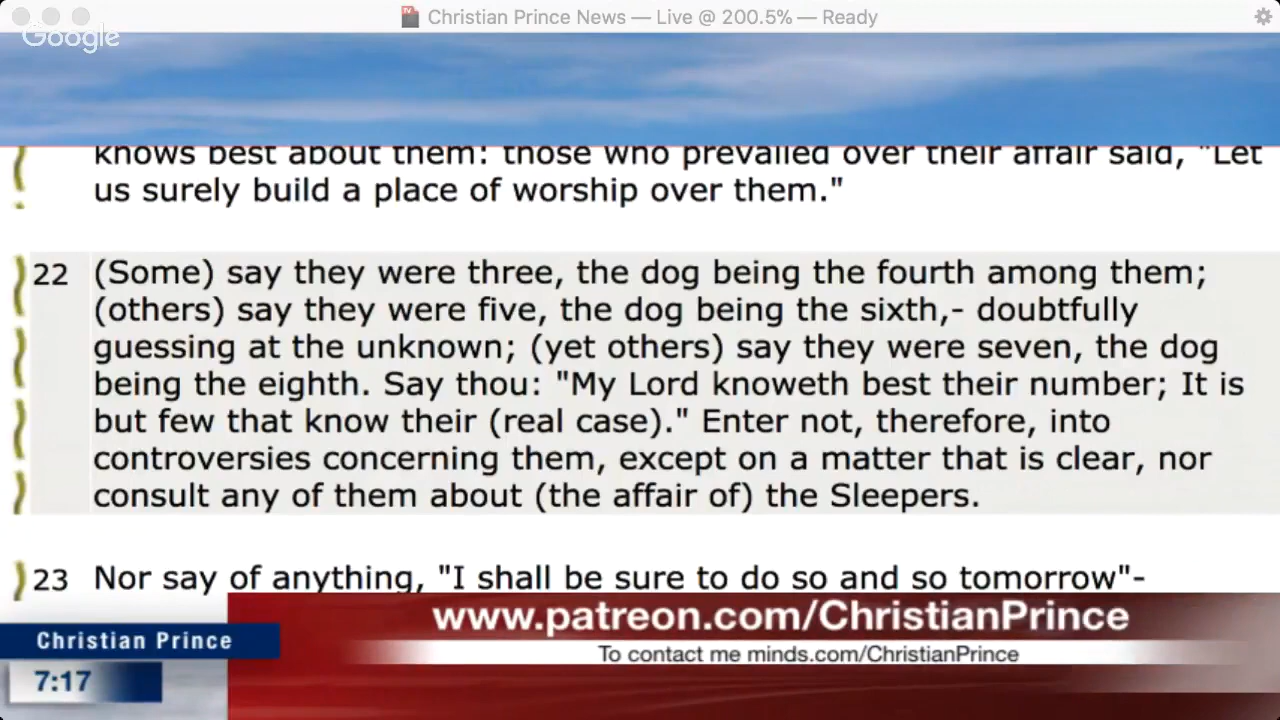 Christian Prince News — Live @ 200.5% — Ready
Google
knows best about them: those who prevailed over their affair said, "Let
us surely build a place of worship over them."
22 (Some) say they were three, the dog being the fourth among them;
(others) say they were five, the dog being the sixth,- doubtfully
guessing at the unknown; (yet others) say they were seven, the dog
being the eighth. Say thou: "My Lord knoweth best their number; It is
but few that know their (real case)." Enter not, therefore, into
controversies concerning them, except on a matter that is clear, nor
consult any of them about (the affair of) the Sleepers.
23 Nor say of anything, "I shall be sure to do so and so tomorrow"-
www.patreon.com/ChristianPrince
Christian Prince
To contact me minds.com/ChristianPrince
7:17